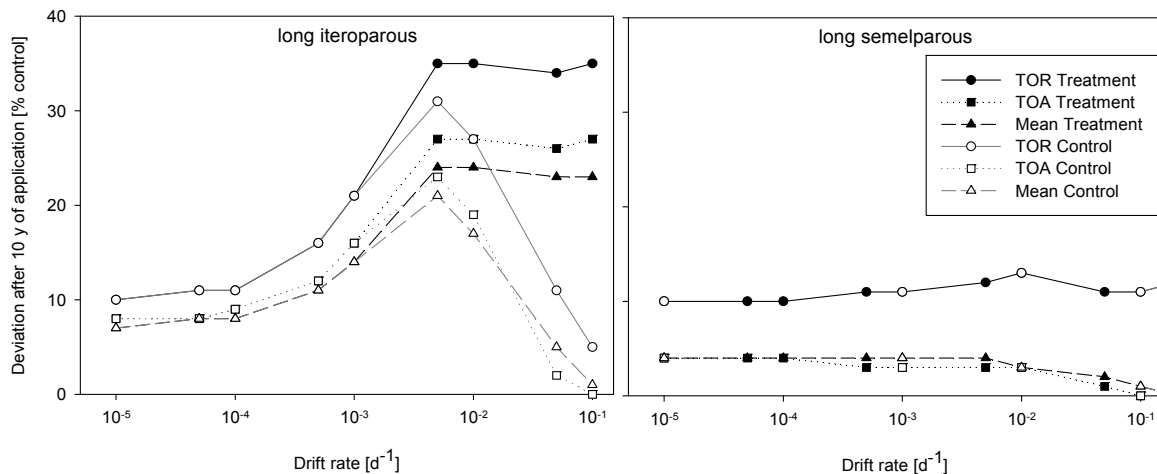 long iteroparous
long semelparous
Deviation after 10 y of application [% control]
40
30
20
10
0
TOR Treatment
TOA Treatment
Mean Treatment
TOR Control
TOA Control
Mean Control
10-5
10-4
10-3
10-2
10-1
10-5
10-4
10-3
10-2
10-1
Drift rate [d-1]
Drift rate [d-1]